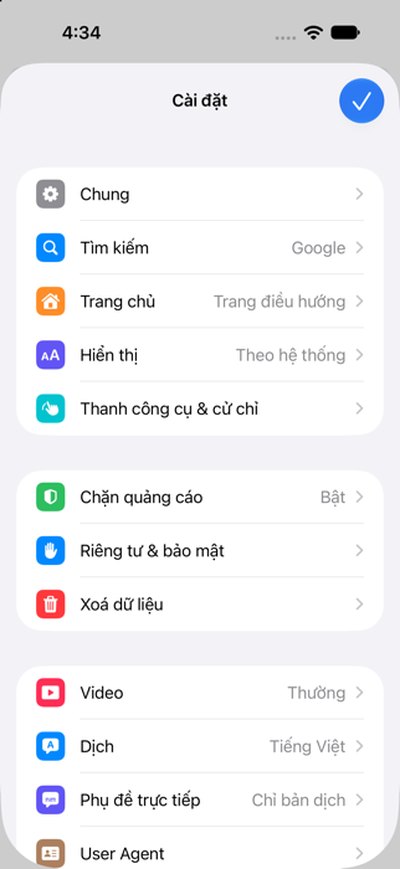 4:34
Cài đặt
Chung
Tìm kiếm Google
Trang chủ Trang điều hướng
Hiển thị Theo hệ thống
Thanh công cụ & cử chỉ
Chặn quảng cáo Bật
Riêng tư & bảo mật
Xoá dữ liệu
Video Thường
Dịch Tiếng Việt
Phụ đề trực tiếp Chỉ bản dịch
User Agent